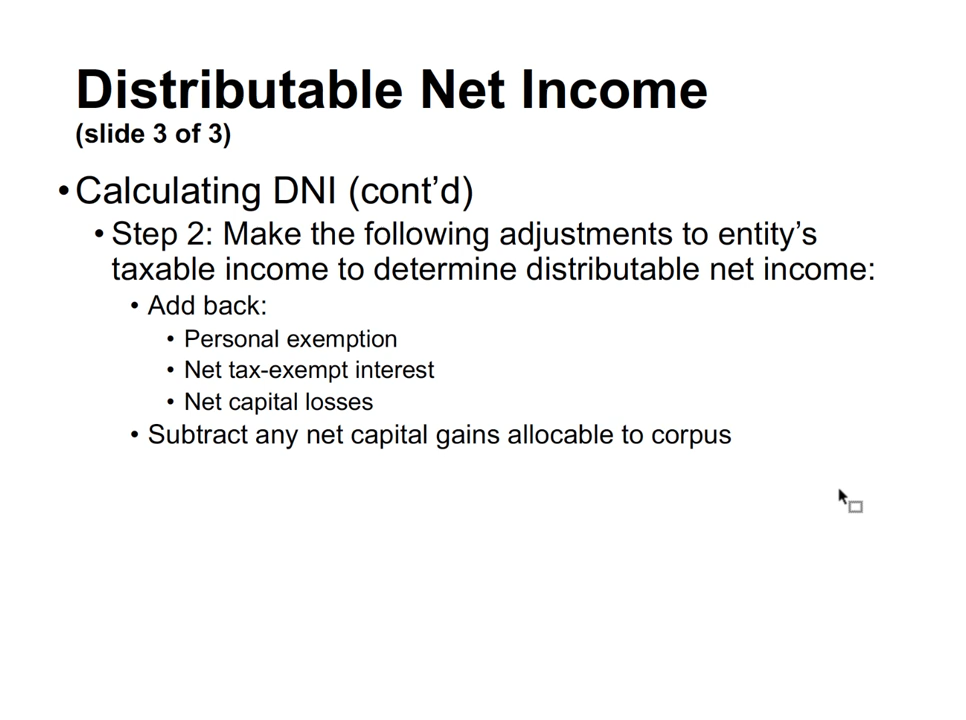 Distributable Net Income
(slide 3 of 3)
• Calculating DNI (cont’d)
• Step 2: Make the following adjustments to entity’s
taxable income to determine distributable net income:
• Add back:
• Personal exemption
• Net tax-exempt interest
• Net capital losses
• Subtract any net capital gains allocable to corpus